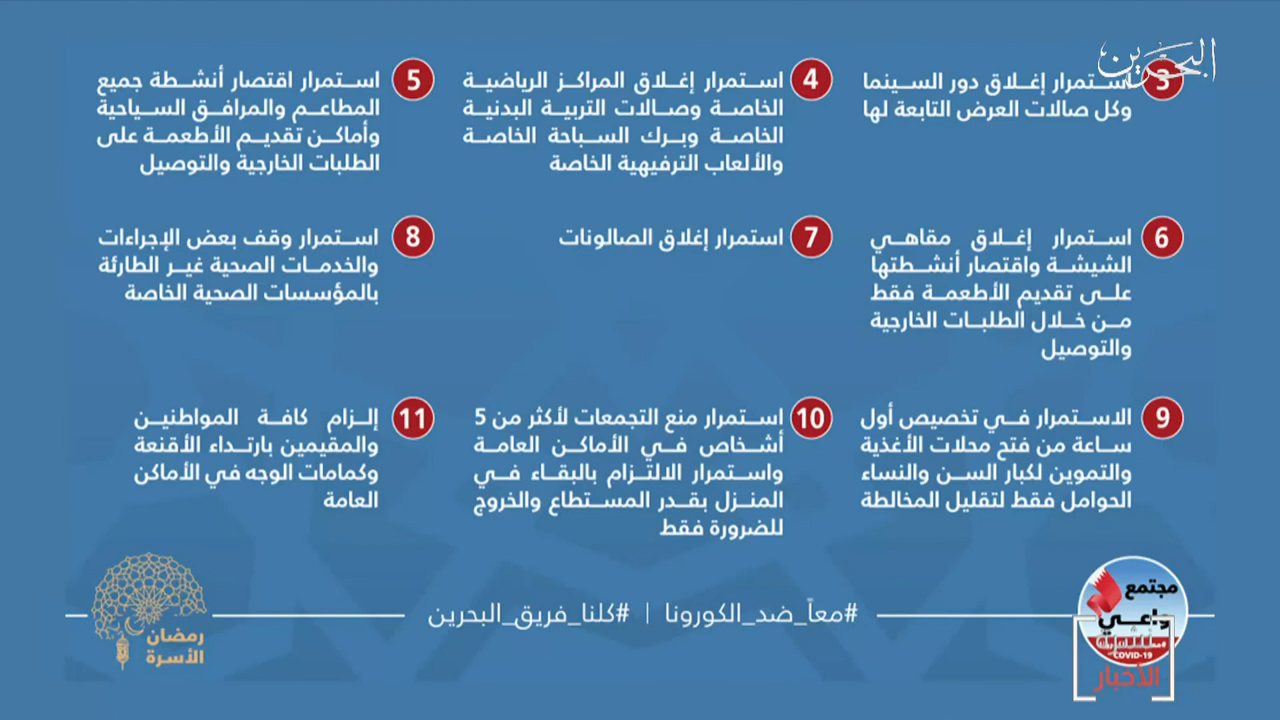 البحرين
3
استمرار إغلاق دور السينما
وكل صالات العرض التابعة لها
4
استمرار إغلاق المراكز الرياضية
الخاصة وصالات التربية البدنية
الخاصة وبرك السباحة الخاصة
والألعاب الترفيهية الخاصة
5
استمرار اقتصار أنشطة جميع
المطاعم والمرافق السياحية
وأماكن تقديم الأطعمة على
الطلبات الخارجية والتوصيل
6
استمرار إغلاق مقاهي
الشيشة واقتصار أنشطتها
على تقديم الأطعمة فقط
من خلال الطلبات الخارجية
والتوصيل
7
استمرار إغلاق الصالونات
8
استمرار وقف بعض الإجراءات
والخدمات الصحية غير الطارئة
بالمؤسسات الصحية الخاصة
9
الاستمرار في تخصيص أول
ساعة من فتح محلات الأغذية
والتموين لكبار السن والنساء
الحوامل فقط لتقليل المخالطة
10
استمرار منع التجمعات لأكثر من 5
أشخاص في الأماكن العامة
واستمرار الالتزام بالبقاء في
المنزل بقدر المستطاع والخروج
للضرورة فقط
11
إلزام كافة المواطنين
والمقيمين بارتداء الأقنعة
وكمامات الوجه في الأماكن
العامة
مجتمع
واعي
COVID-19
نشرة
الأخبار
#معاً_ضد_الكورونا | #كلنا_فريق_البحرين
رمضان
الأسرة